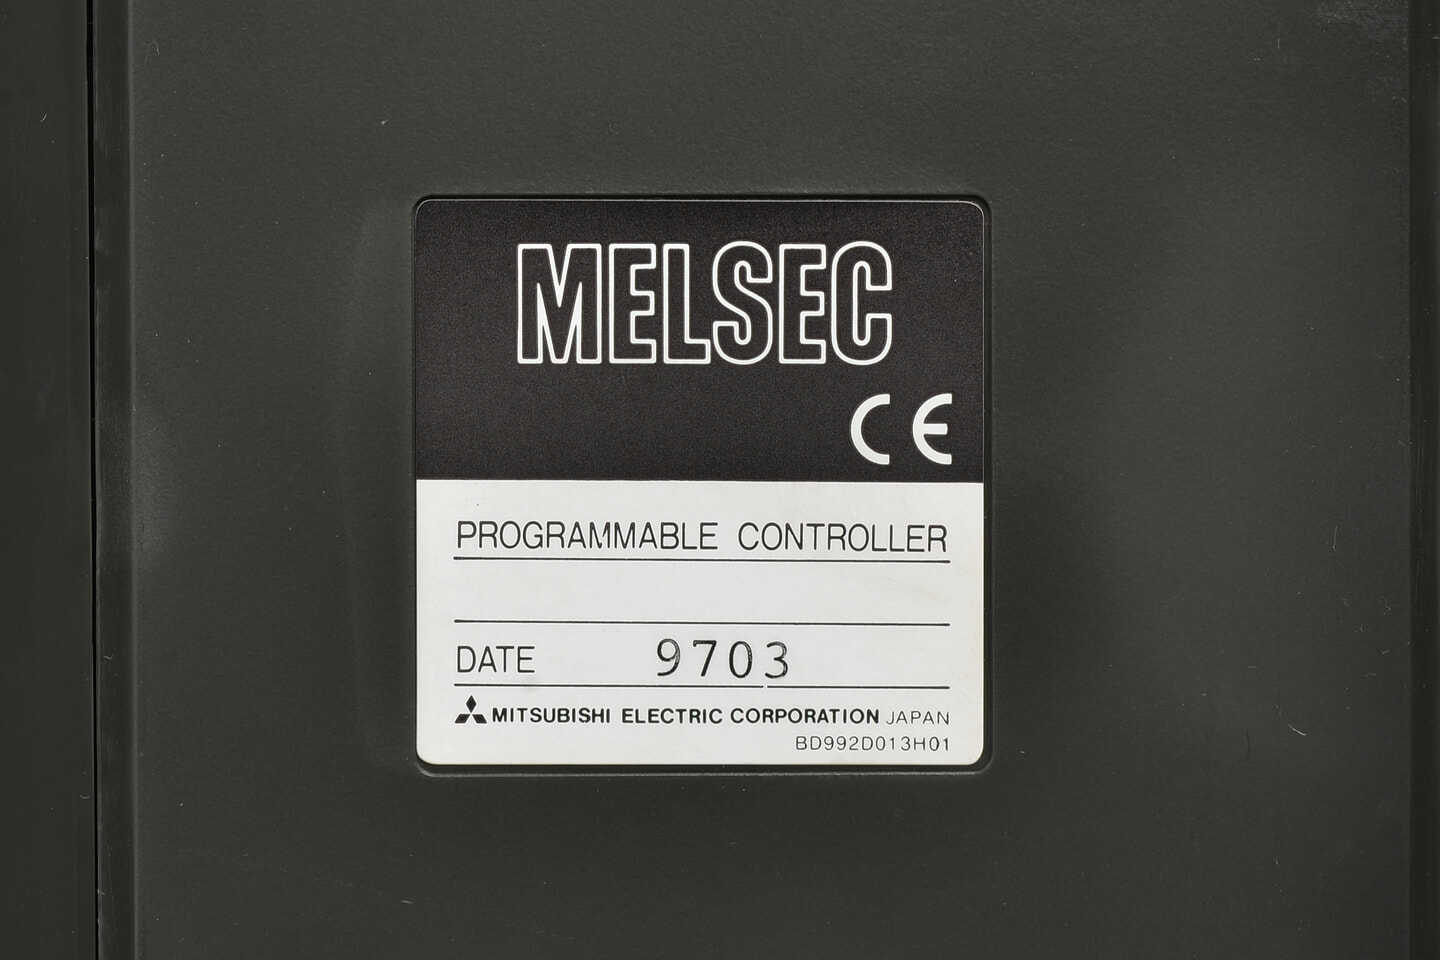 MELSEC
CE
PROGRAMMABLE CONTROLLER
DATE 9703
MITSUBISHI ELECTRIC CORPORATION JAPAN
BD992D013H01